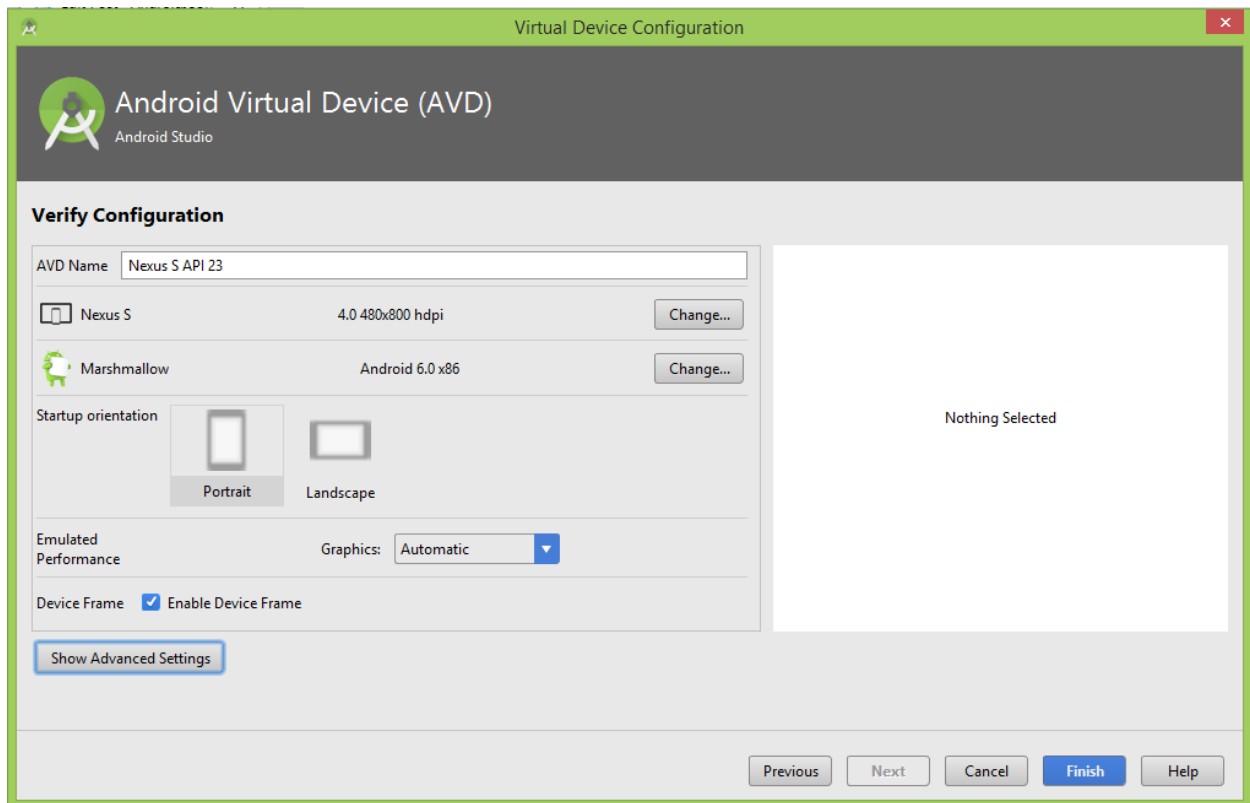 Virtual Device Configuration
Android Virtual Device (AVD)
Android Studio
Verify Configuration
AVD Name Nexus S API 23
Nexus S 4.0 480x800 hdpi Change...
Marshmallow Android 6.0 x86 Change...
Startup orientation
Portrait Landscape
Nothing Selected
Emulated
Performance
Graphics: Automatic
Device Frame Enable Device Frame
Show Advanced Settings
Previous Next Cancel Finish Help